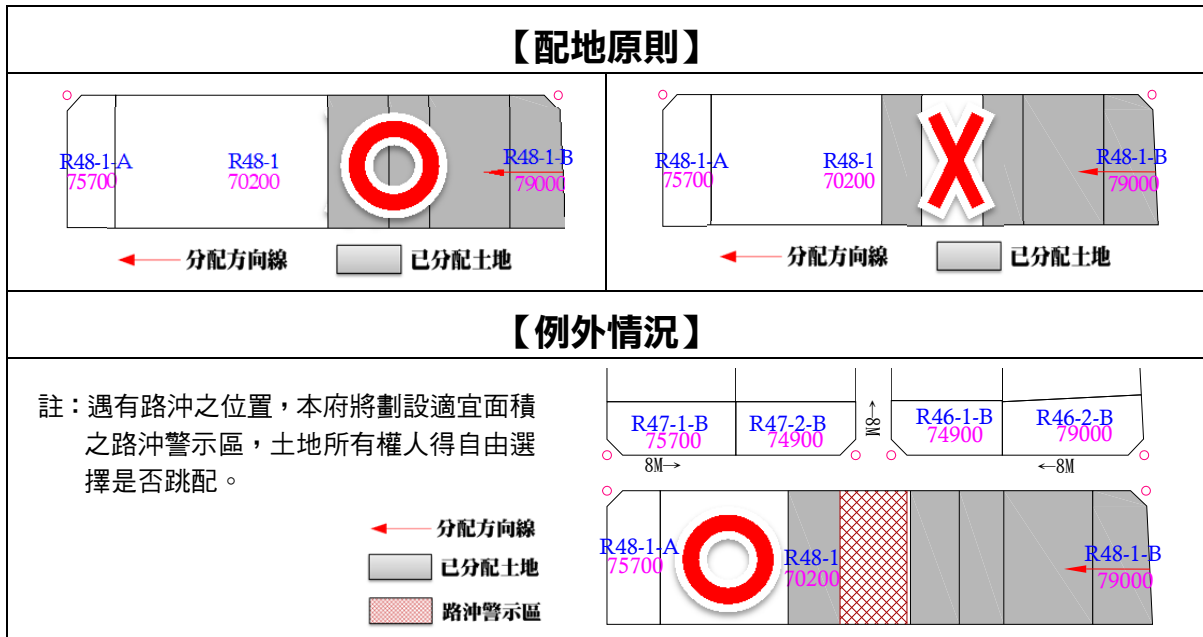 【配地原則】
R48-1-A
75700
R48-1
70200
R48-1-B
79000
分配方向線
已分配土地
R48-1-A
75700
R48-1
70200
R48-1-B
79000
分配方向線
已分配土地
【例外情況】
註：遇有路沖之位置，本府將劃設適宜面積
之路沖警示區，土地所有權人得自由選
擇是否跳配。
分配方向線
已分配土地
路沖警示區
R47-1-B
75700
R47-2-B
74900
←8M→
R46-1-B
74900
R46-2-B
79000
8M→
←8M
R48-1-A
75700
R48-1
70200
R48-1-B
79000